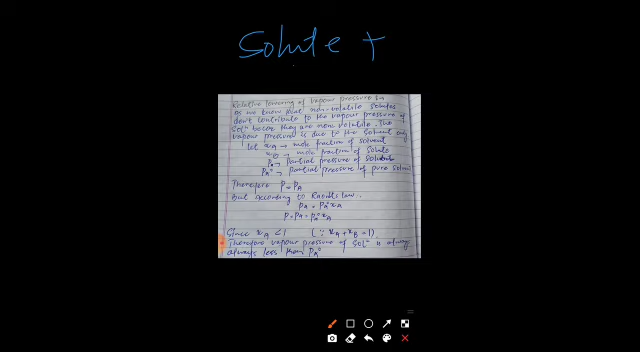 Solute +
Relative lowering of vapour pressure :-
As we know that non-volatile solutes
don't contribute to the vapour pressure of
solⁿ becoz they are non volatile. The
vapour pressure is due to the solvent only
let xA → mole fraction of solvent
xB → mole fraction of solute
PA → partial pressure of solvent
PA° → partial pressure of pure solvent
Therefore P = PA
But According to Raoults law.
PA = PA° xA
P = PA = PA° xA
Since xA < 1 (∵ xA + xB = 1)
Therefore vapour pressure of solⁿ is alway
always less than PA°